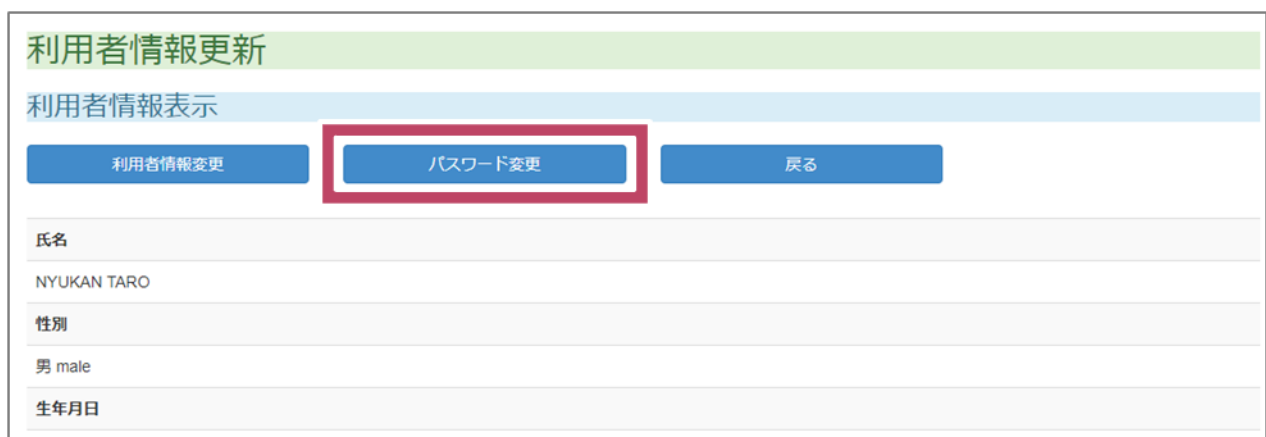 利用者情報更新
利用者情報表示
利用者情報変更 パスワード変更 戻る
氏名
NYUKAN TARO
性別
男 male
生年月日